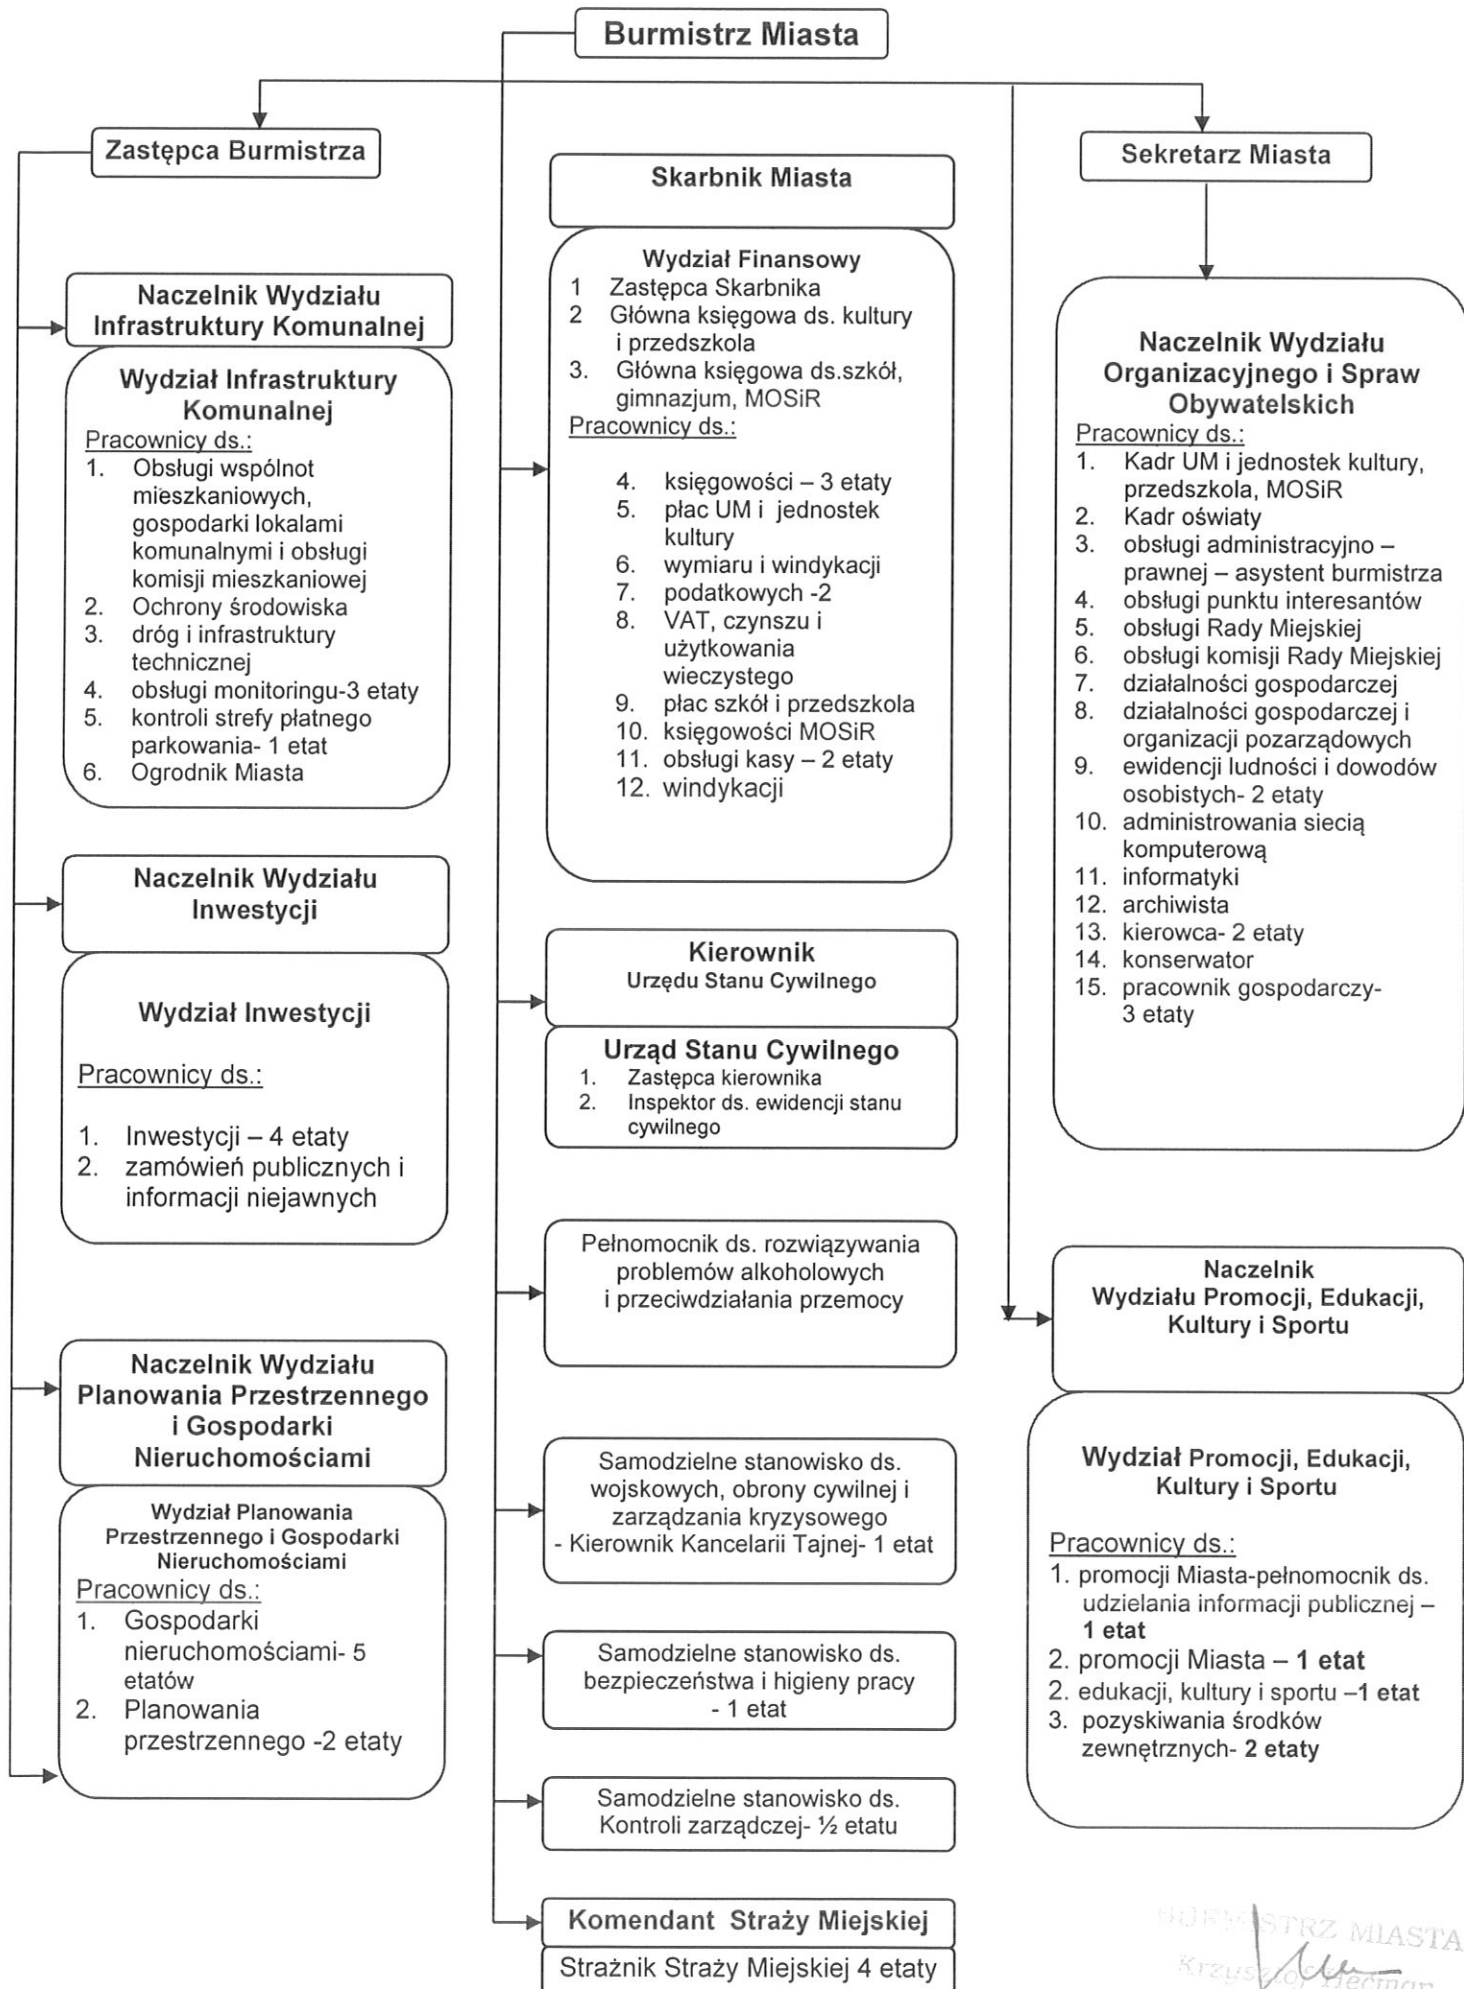 Burmistrz Miasta
Zastępca Burmistrza
Naczelnik Wydziału
Infrastruktury Komunalnej
Wydział Infrastruktury
Komunalnej
Pracownicy ds.:
1. Obsługi wspólnot
mieszkaniowych,
gospodarki lokalami
komunalnymi i obsługi
komisji mieszkaniowej
2. Ochrony środowiska
3. dróg i infrastruktury
technicznej
4. obsługi monitoringu-3 etaty
5. kontroli strefy płatnego
parkowania- 1 etat
6. Ogrodnik Miasta
Naczelnik Wydziału
Inwestycji
Wydział Inwestycji
Pracownicy ds.:
1. Inwestycji – 4 etaty
2. zamówień publicznych i
informacji niejawnych
Naczelnik Wydziału
Planowania Przestrzennego
i Gospodarki
Nieruchomościami
Wydział Planowania
Przestrzennego i Gospodarki
Nieruchomościami
Pracownicy ds.:
1. Gospodarki
nieruchomościami- 5
etatów
2. Planowania
przestrzennego -2 etaty
Skarbnik Miasta
Wydział Finansowy
1 Zastępca Skarbnika
2 Główna księgowa ds. kultury
i przedszkola
3. Główna księgowa ds.szkół,
gimnazjum, MOSiR
Pracownicy ds.:
4. księgowości – 3 etaty
5. płac UM i jednostek
kultury
6. wymiaru i windykacji
7. podatkowych -2
8. VAT, czynszu i
użytkowania
wieczystego
9. płac szkół i przedszkola
10. księgowości MOSiR
11. obsługi kasy – 2 etaty
12. windykacji
Kierownik
Urzędu Stanu Cywilnego
Urząd Stanu Cywilnego
1. Zastępca kierownika
2. Inspektor ds. ewidencji stanu
cywilnego
Pełnomocnik ds. rozwiązywania
problemów alkoholowych
i przeciwdziałania przemocy
Samodzielne stanowisko ds.
wojskowych, obrony cywilnej i
zarządzania kryzysowego
- Kierownik Kancelarii Tajnej- 1 etat
Samodzielne stanowisko ds.
bezpieczeństwa i higieny pracy
- 1 etat
Samodzielne stanowisko ds.
Kontroli zarządczej- ½ etatu
Komendant Straży Miejskiej
Strażnik Straży Miejskiej 4 etaty
Sekretarz Miasta
Naczelnik Wydziału
Organizacyjnego i Spraw
Obywatelskich
Pracownicy ds.:
1. Kadr UM i jednostek kultury,
przedszkola, MOSiR
2. Kadr oświaty
3. obsługi administracyjno –
prawnej – asystent burmistrza
4. obsługi punktu interesantów
5. obsługi Rady Miejskiej
6. obsługi komisji Rady Miejskiej
7. działalności gospodarczej
8. działalności gospodarczej i
organizacji pozarządowych
9. ewidencji ludności i dowodów
osobistych- 2 etaty
10. administrowania siecią
komputerową
11. informatyki
12. archiwista
13. kierowca- 2 etaty
14. konserwator
15. pracownik gospodarczy-
3 etaty
Naczelnik
Wydziału Promocji, Edukacji,
Kultury i Sportu
Wydział Promocji, Edukacji,
Kultury i Sportu
Pracownicy ds.:
1. promocji Miasta-pełnomocnik ds.
udzielania informacji publicznej –
1 etat
2. promocji Miasta – 1 etat
2. edukacji, kultury i sportu –1 etat
3. pozyskiwania środków
zewnętrznych- 2 etaty
BURMISTRZ MIASTA
Krzysztof